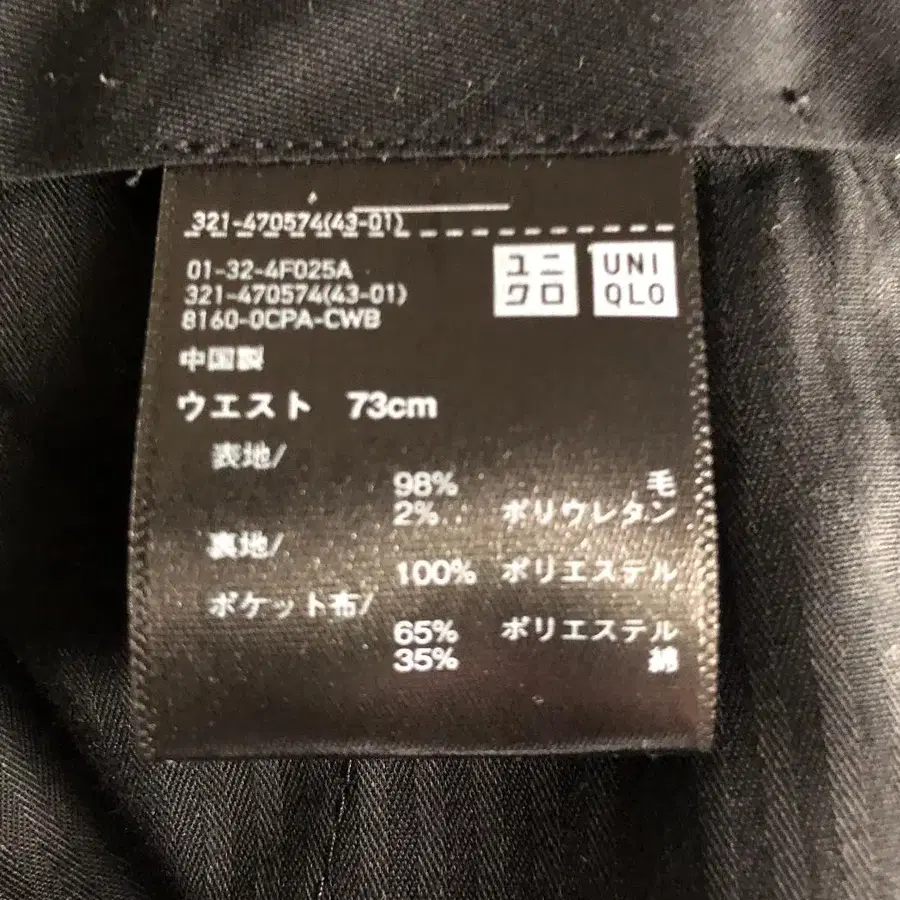 321-470574(43-01)
01-32-4F025A
321-470574(43-01)
8160-0CPA-CWB
ユニ
クロ
UNI
QLO
中国製
ウエスト 73cm
表地/
98% 毛
2% ポリウレタン
裏地/
100% ポリエステル
ポケット布/
65% ポリエステル
35% 綿